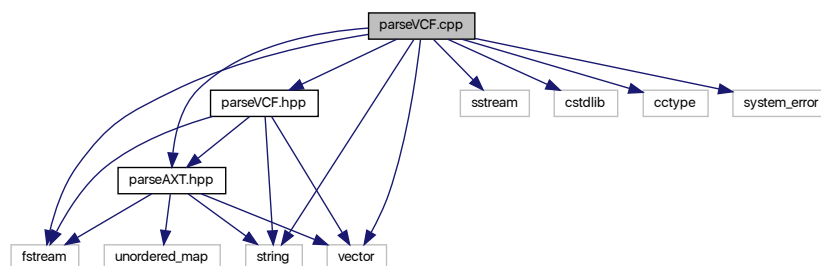 parseVCF.cpp
parseVCF.hpp
sstream
cstdlib
cctype
system_error
parseAXT.hpp
fstream
unordered_map
string
vector